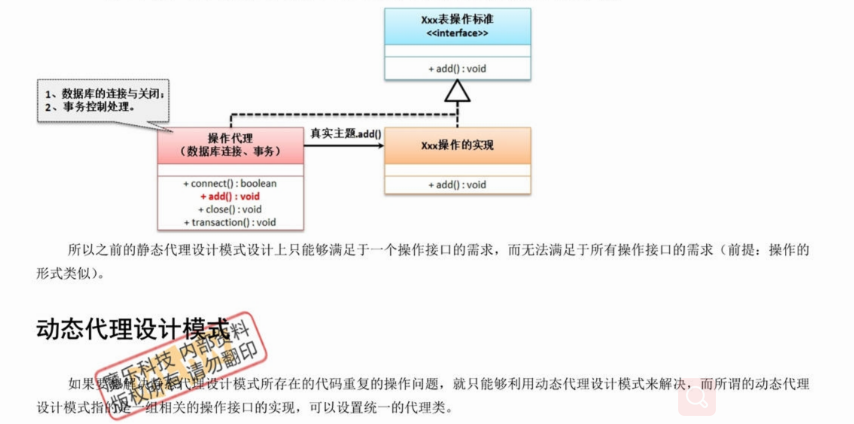 Xxx表操作标准
<<interface>>
+ add() : void
1、数据库的连接与关闭；
2、事务控制处理。
操作代理
（数据库连接、事务）
真实主题.add()
Xxx操作的实现
+ connect() : boolean
+ add() : void
+ close() : void
+ transaction() : void
+ add() : void
所以之前的静态代理设计模式设计上只能够满足于一个操作接口的需求，而无法满足于所有操作接口的需求（前提：操作的
形式类似）。
动态代理设计模式
魔乐科技 内部资料
版权所有 请勿翻印
如果要想解决静态代理设计模式所存在的代码重复的操作问题，就只能够利用动态代理设计模式来解决，而所谓的动态代理
设计模式指的是一组相关的操作接口的实现，可以设置统一的代理类。